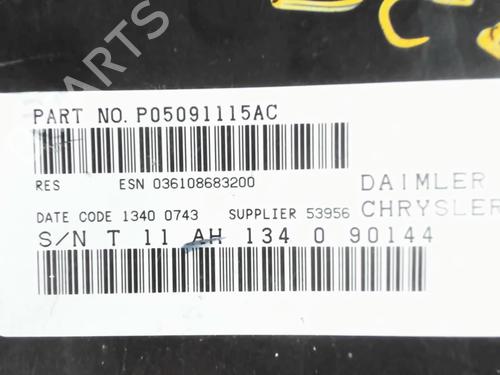 PARTS
C
PART NO. P05091115AC
RES ESN 036108683200
DAIMLER
DATE CODE 1340 0743 SUPPLIER 53956
CHRYSLER
S/N T 11 AH 134 0 90144